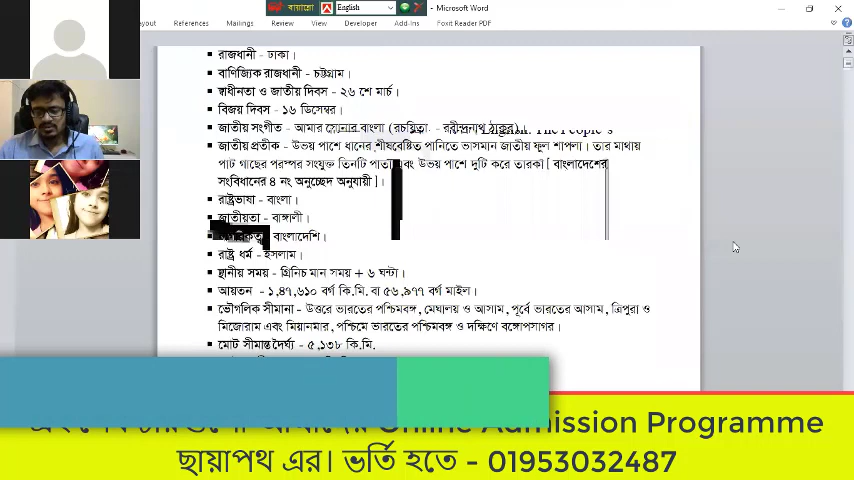 বায়ান্নো English Microsoft Word
yout References Mailings Review View Developer Add-Ins Foxit Reader PDF
▪ রাজধানী - ঢাকা।
▪ বাণিজ্যিক রাজধানী - চট্টগ্রাম।
▪ স্বাধীনতা ও জাতীয় দিবস - ২৬ শে মার্চ।
▪ বিজয় দিবস - ১৬ ডিসেম্বর।
▪ জাতীয় সংগীত - আমার সোনার বাংলা (রচয়িতা - রবীন্দ্রনাথ ঠাকুর)। The People's
▪ জাতীয় প্রতীক - উভয় পাশে ধানের শীষবেষ্টিত পানিতে ভাসমান জাতীয় ফুল শাপলা। তার মাথায়
পাট গাছের পরস্পর সংযুক্ত তিনটি পাতা এবং উভয় পাশে দুটি করে তারকা [ বাংলাদেশের
সংবিধানের ৪ নং অনুচ্ছেদ অনুযায়ী ]।
▪ রাষ্ট্রভাষা - বাংলা।
▪ জাতীয়তা - বাঙ্গালী।
বাংলাদেশি।
▪ রাষ্ট্র ধর্ম - ইসলাম।
▪ স্থানীয় সময় - গ্রিনিচ মান সময় + ৬ ঘন্টা।
▪ আয়তন - ১,৪৭,৬১০ বর্গ কি.মি. বা ৫৬,৯৭৭ বর্গ মাইল।
▪ ভৌগলিক সীমানা - উত্তরে ভারতের পশ্চিমবঙ্গ, মেঘালয় ও আসাম, পূর্বে ভারতের আসাম, ত্রিপুরা ও
মিজোরাম এবং মিয়ানমার, পশ্চিমে ভারতের পশ্চিমবঙ্গ ও দক্ষিণে বঙ্গোপসাগর।
▪ মোট সীমান্ত দৈর্ঘ্য - ৫,১৩৮ কি.মি.
Online Admission Programme
ছায়াপথ এর। ভর্তি হতে - 01953032487